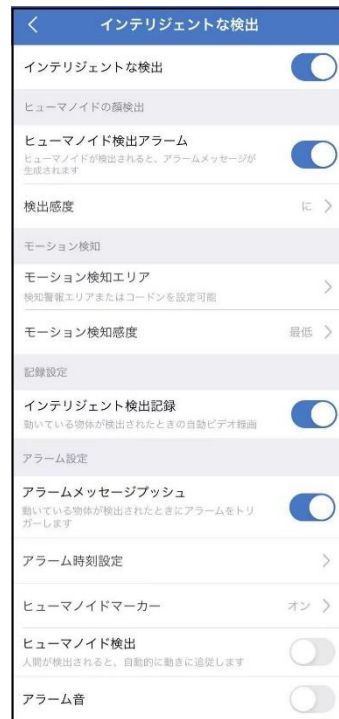 インテリジェントな検出
インテリジェントな検出
ヒューマノイドの顔検出
ヒューマノイド検出アラーム
ヒューマノイドが検出されると、アラームメッセージが
生成されます
検出感度 に
モーション検知
モーション検知エリア
検知警報エリアまたはコードンを設定可能
モーション検知感度 最低
記録設定
インテリジェント検出記録
動いている物体が検出されたときの自動ビデオ録画
アラーム設定
アラームメッセージプッシュ
動いている物体が検出されたときにアラームをトリ
ガーします
アラーム時刻設定
ヒューマノイドマーカー オン
ヒューマノイド検出
人間が検出されると、自動的に動きに追従します
アラーム音